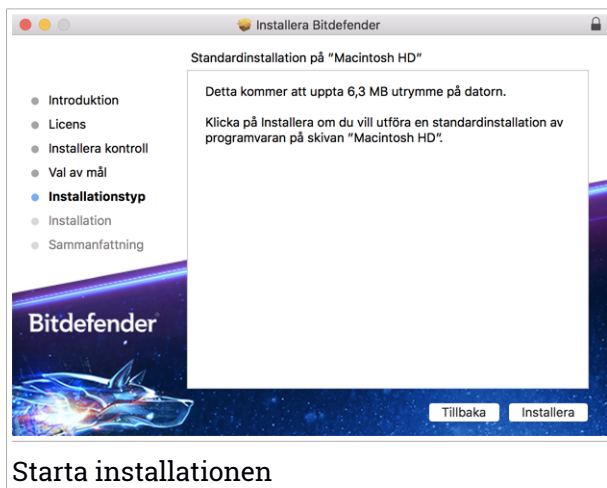 Installera Bitdefender
Standardinstallation på ”Macintosh HD”
Introduktion
Licens
Installera kontroll
Val av mål
Installationstyp
Installation
Sammanfattning
Detta kommer att uppta 6,3 MB utrymme på datorn.
Klicka på Installera om du vill utföra en standardinstallation av
programvaran på skivan ”Macintosh HD”.
Bitdefender
Tillbaka
Installera
Starta installationen